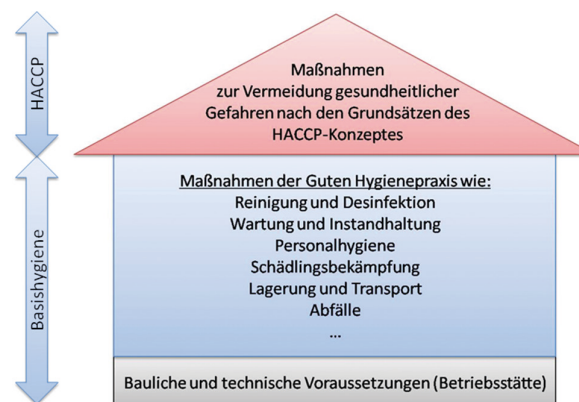 HACCP
Maßnahmen
zur Vermeidung gesundheitlicher
Gefahren nach den Grundsätzen des
HACCP-Konzeptes
Basishygiene
Maßnahmen der Guten Hygienepraxis wie:
Reinigung und Desinfektion
Wartung und Instandhaltung
Personalhygiene
Schädlingsbekämpfung
Lagerung und Transport
Abfälle
...
Bauliche und technische Voraussetzungen (Betriebsstätte)